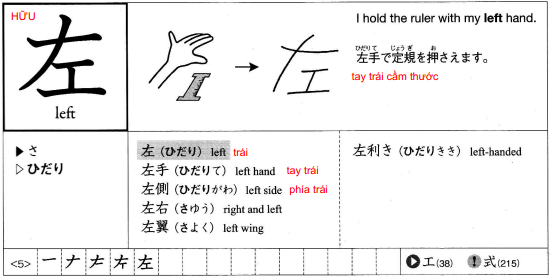 HỮU
左
left
I hold the ruler with my left hand.
ひだりて じょうぎ お
左手で定規を押さえます。
tay trái cầm thước
▶ さ
▷ ひだり
左（ひだり） left trái
左手（ひだりて） left hand tay trái
左側（ひだりがわ） left side phía trái
左右（さゆう） right and left
左翼（さよく） left wing
左利き（ひだりきき） left-handed
<5> 一 ナ 𠂇 左 左
工(38) 式(215)